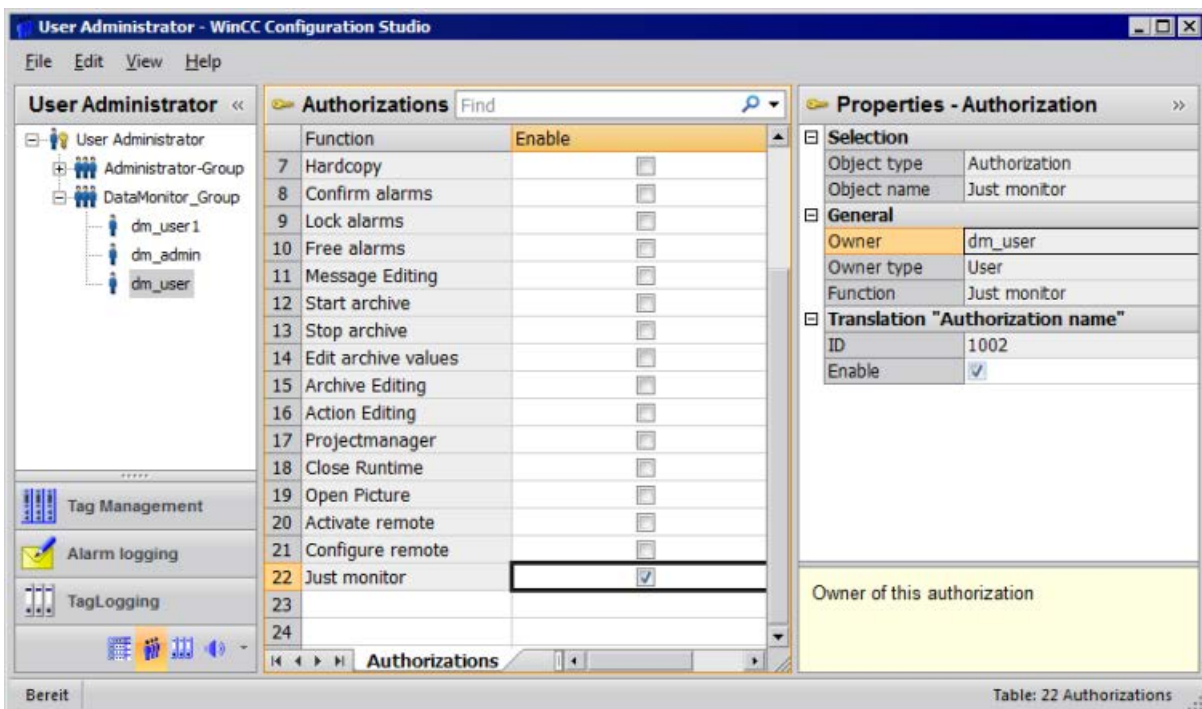 User Administrator - WinCC Configuration Studio
File Edit View Help
User Administrator «
User Administrator
Administrator-Group
DataMonitor_Group
dm_user1
dm_admin
dm_user
Tag Management
Alarm logging
TagLogging
Authorizations Find
Function Enable
7 Hardcopy
8 Confirm alarms
9 Lock alarms
10 Free alarms
11 Message Editing
12 Start archive
13 Stop archive
14 Edit archive values
15 Archive Editing
16 Action Editing
17 Projectmanager
18 Close Runtime
19 Open Picture
20 Activate remote
21 Configure remote
22 Just monitor
23
24
Authorizations
Properties - Authorization »
Selection
Object type Authorization
Object name Just monitor
General
Owner dm_user
Owner type User
Function Just monitor
Translation "Authorization name"
ID 1002
Enable
Owner of this authorization
Bereit Table: 22 Authorizations